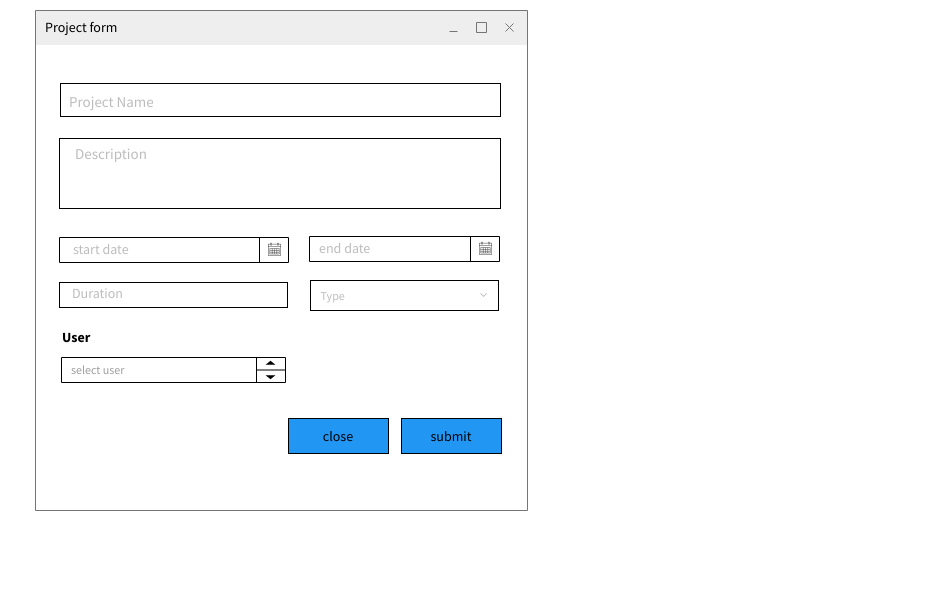 Project form
Project Name
Description
start date
end date
Duration
Type
User
select user
close
submit